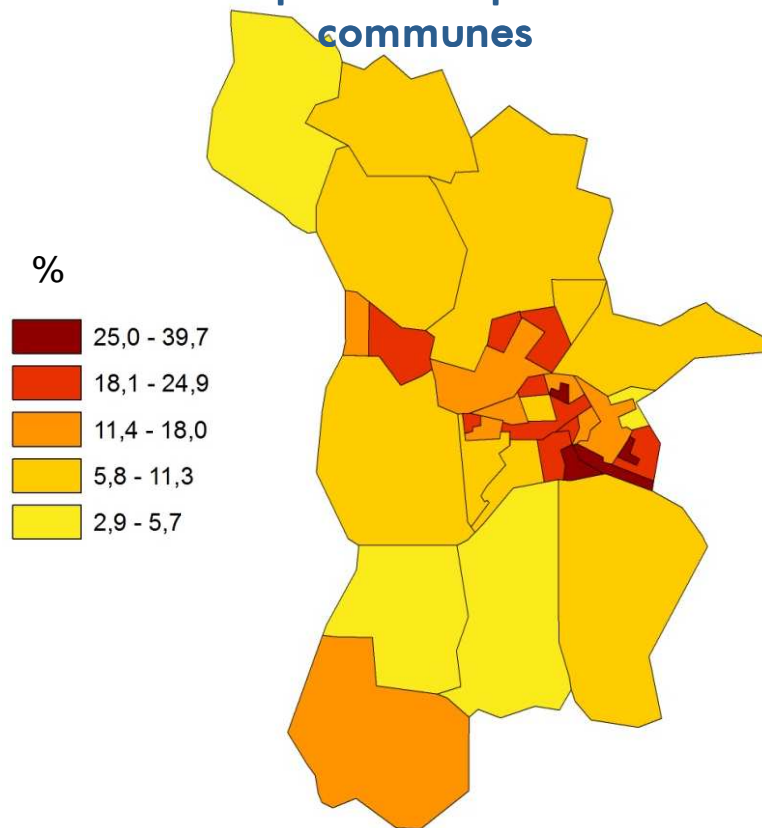 communes
%
25,0 - 39,7
18,1 - 24,9
11,4 - 18,0
5,8 - 11,3
2,9 - 5,7